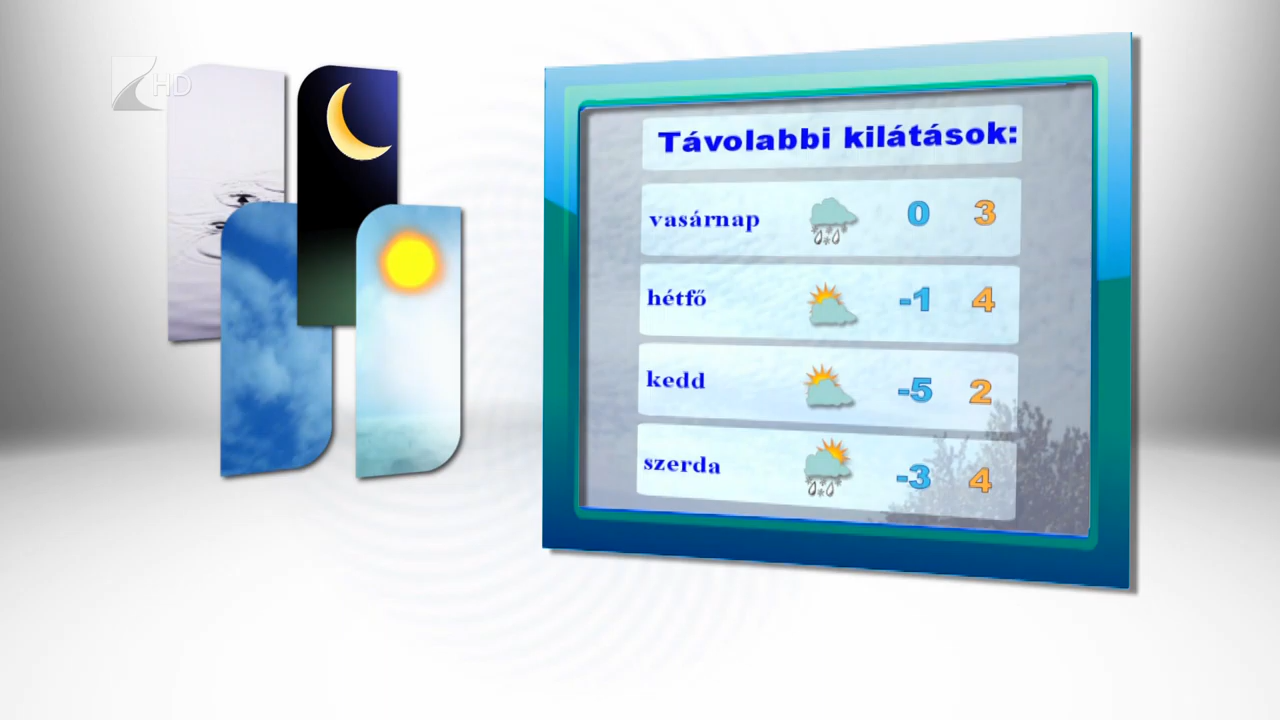 HD
Távolabbi kilátások:
vasárnap 0 3
hétfő -1 4
kedd -5 2
szerda -3 4